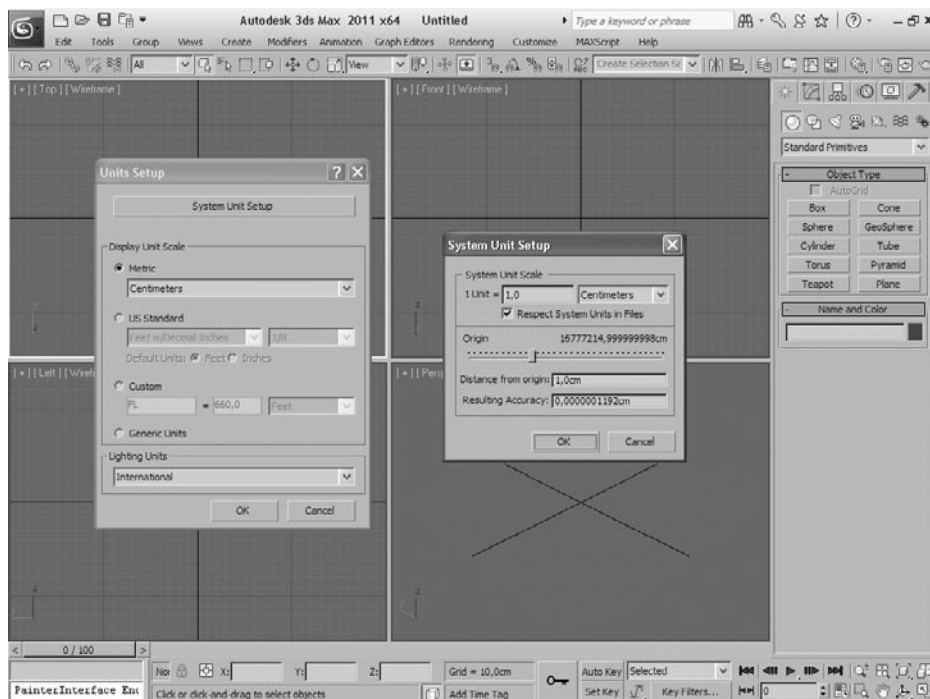 Autodesk 3ds Max 2011 x64 Untitled Type a keyword or phrase
Edit Tools Group Views Create Modifiers Animation Graph Editors Rendering Customize MAXScript Help
All View Create Selection Se
[ + ] [ Top ] [ Wireframe ]
[ + ] [ Front ] [ Wireframe ]
Standard Primitives
- Object Type
AutoGrid
Box Cone
Sphere GeoSphere
Cylinder Tube
Torus Pyramid
Teapot Plane
- Name and Color
Units Setup
System Unit Setup
Display Unit Scale
Metric
Centimeters
US Standard
Feet w/Decimal Inches 1/8
Default Units: Feet Inches
Custom
FL = 660,0 Feet
Generic Units
Lighting Units
International
OK Cancel
System Unit Setup
System Unit Scale
1 Unit = 1,0 Centimeters
Respect System Units in Files
Origin 16777214,999999998cm
Distance from origin: 1,0cm
Resulting Accuracy: 0,0000001192cm
OK Cancel
[ + ] [ Left ] [ Wirefr
[ + ] [ Persp
< 0 / 100 >
X: Y: Z: Grid = 10,0cm Auto Key Selected
PainterInterface Enc Click or click-and-drag to select objects Add Time Tag Set Key Key Filters... 0